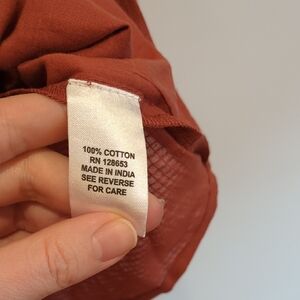 100% COTTON
RN 128653
MADE IN INDIA
SEE REVERSE
FOR CARE